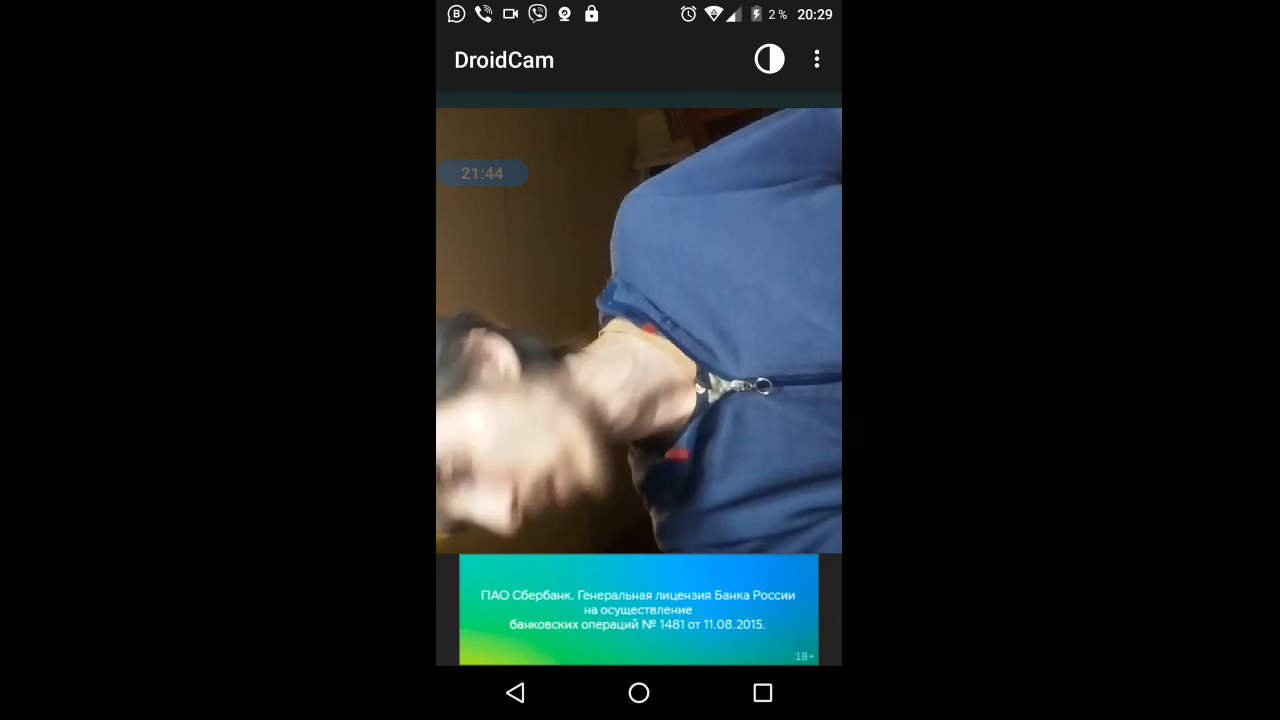 2% 20:29
DroidCam
21:44
ПАО Сбербанк. Генеральная лицензия Банка России
на осуществление
банковских операций № 1481 от 11.08.2015.
18+